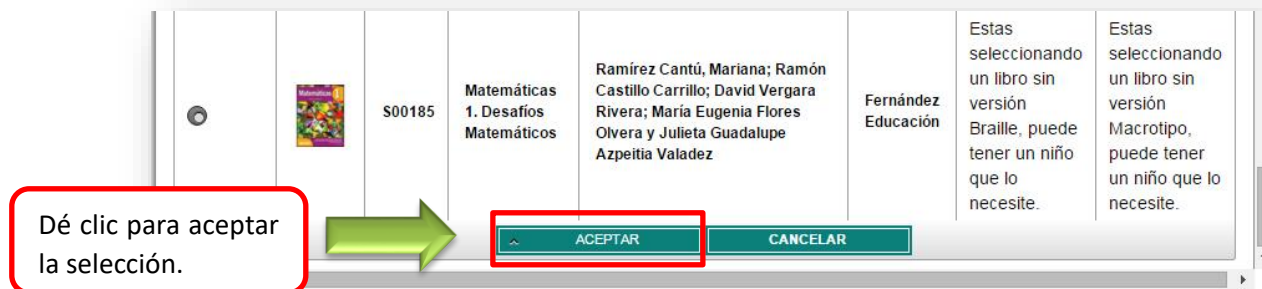 S00185
Matemáticas
1. Desafíos
Matemáticos
Ramírez Cantú, Mariana; Ramón
Castillo Carrillo; David Vergara
Rivera; María Eugenia Flores
Olvera y Julieta Guadalupe
Azpeitia Valadez
Fernández
Educación
Estas
seleccionando
un libro sin
versión
Braille, puede
tener un niño
que lo
necesite.
Estas
seleccionando
un libro sin
versión
Macrotipo,
puede tener
un niño que lo
necesite.
Dé clic para aceptar
la selección.
ACEPTAR
CANCELAR